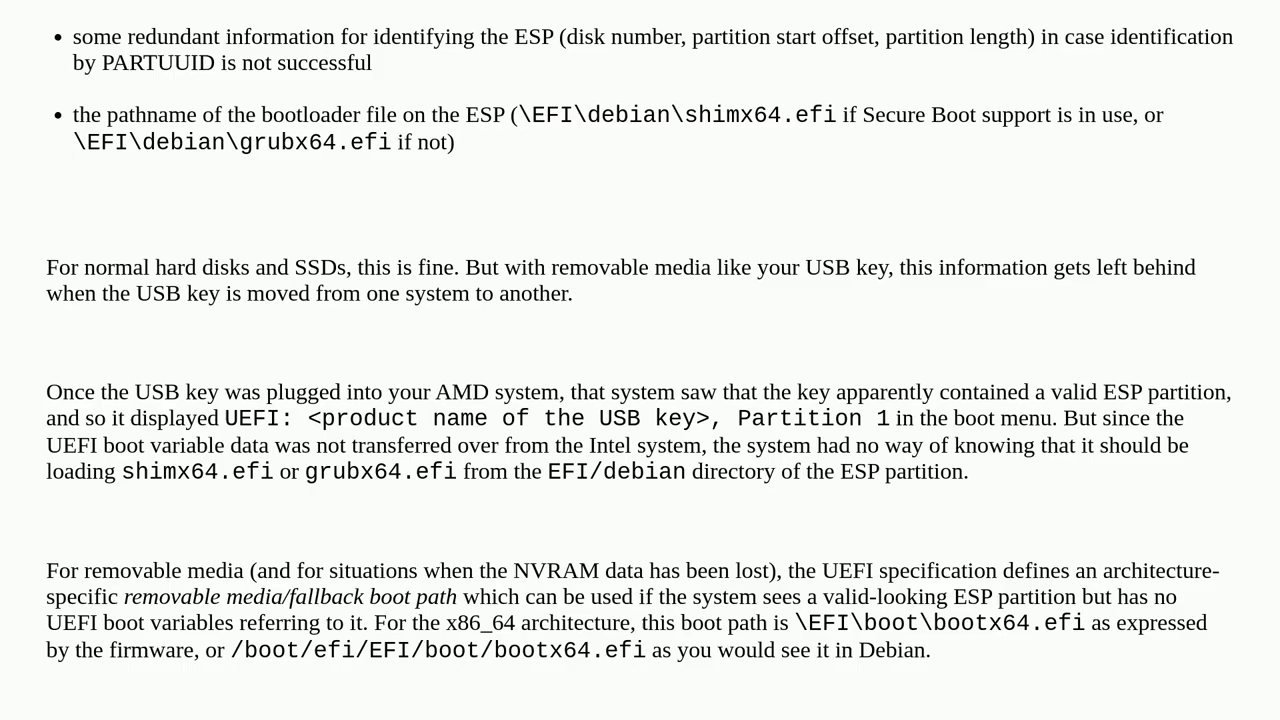 • some redundant information for identifying the ESP (disk number, partition start offset, partition length) in case identification
by PARTUUID is not successful
• the pathname of the bootloader file on the ESP (\EFI\debian\shimx64.efi if Secure Boot support is in use, or
\EFI\debian\grubx64.efi if not)
For normal hard disks and SSDs, this is fine. But with removable media like your USB key, this information gets left behind
when the USB key is moved from one system to another.
Once the USB key was plugged into your AMD system, that system saw that the key apparently contained a valid ESP partition,
and so it displayed UEFI: <product name of the USB key>, Partition 1 in the boot menu. But since the
UEFI boot variable data was not transferred over from the Intel system, the system had no way of knowing that it should be
loading shimx64.efi or grubx64.efi from the EFI/debian directory of the ESP partition.
For removable media (and for situations when the NVRAM data has been lost), the UEFI specification defines an architecture-
specific removable media/fallback boot path which can be used if the system sees a valid-looking ESP partition but has no
UEFI boot variables referring to it. For the x86_64 architecture, this boot path is \EFI\boot\bootx64.efi as expressed
by the firmware, or /boot/efi/EFI/boot/bootx64.efi as you would see it in Debian.